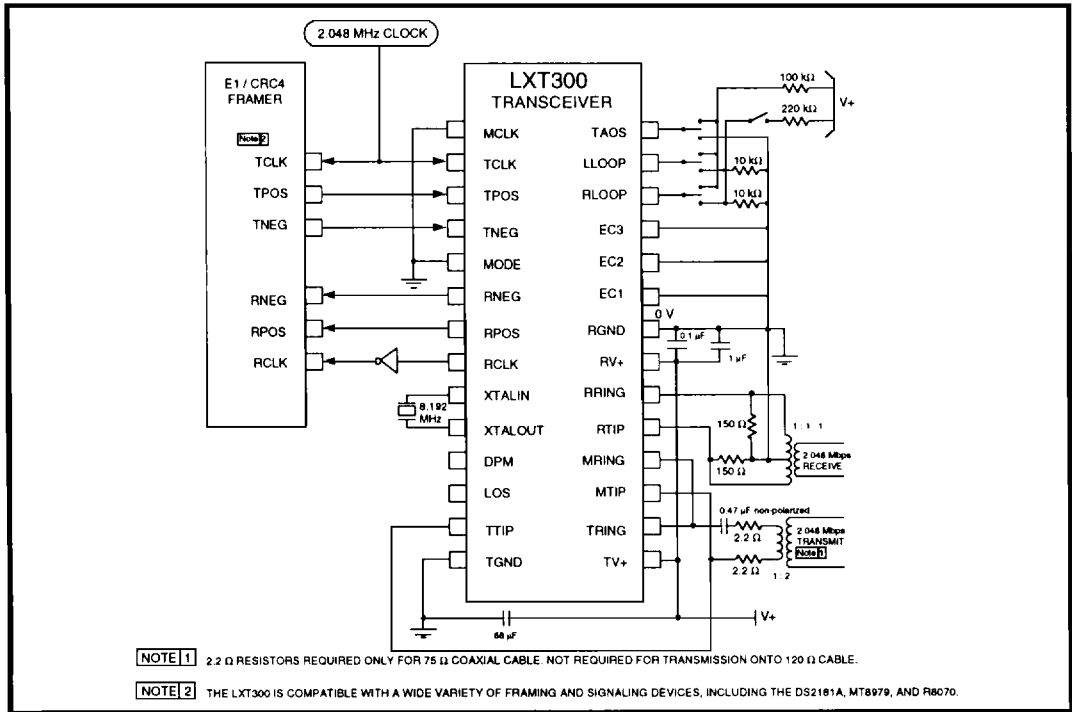 2.048 MHz CLOCK
E1 / CRC4
FRAMER
Note 2
TCLK
TPOS
TNEG
RNEG
RPOS
RCLK
LXT300
TRANSCEIVER
MCLK
TCLK
TPOS
TNEG
MODE
RNEG
RPOS
RCLK
XTALIN
XTALOUT
DPM
LOS
TTIP
TGND
TAOS
LLOOP
RLOOP
EC3
EC2
EC1
RGND
RV+
RRING
RTIP
MRING
MTIP
TRING
TV+
8.192
MHz
100 kΩ
220 kΩ
V+
10 kΩ
10 kΩ
0 V
0.1 µF
1 µF
150 Ω
150 Ω
1 : 1 : 1
2.048 Mbps
RECEIVE
0.47 µF non-polarized
2.2 Ω
2.2 Ω
2.048 Mbps
TRANSMIT
Note 1
1 : 2
V+
68 µF
NOTE 1 2.2 Ω RESISTORS REQUIRED ONLY FOR 75 Ω COAXIAL CABLE. NOT REQUIRED FOR TRANSMISSION ONTO 120 Ω CABLE.
NOTE 2 THE LXT300 IS COMPATIBLE WITH A WIDE VARIETY OF FRAMING AND SIGNALING DEVICES, INCLUDING THE DS2181A, MT8979, AND R8070.